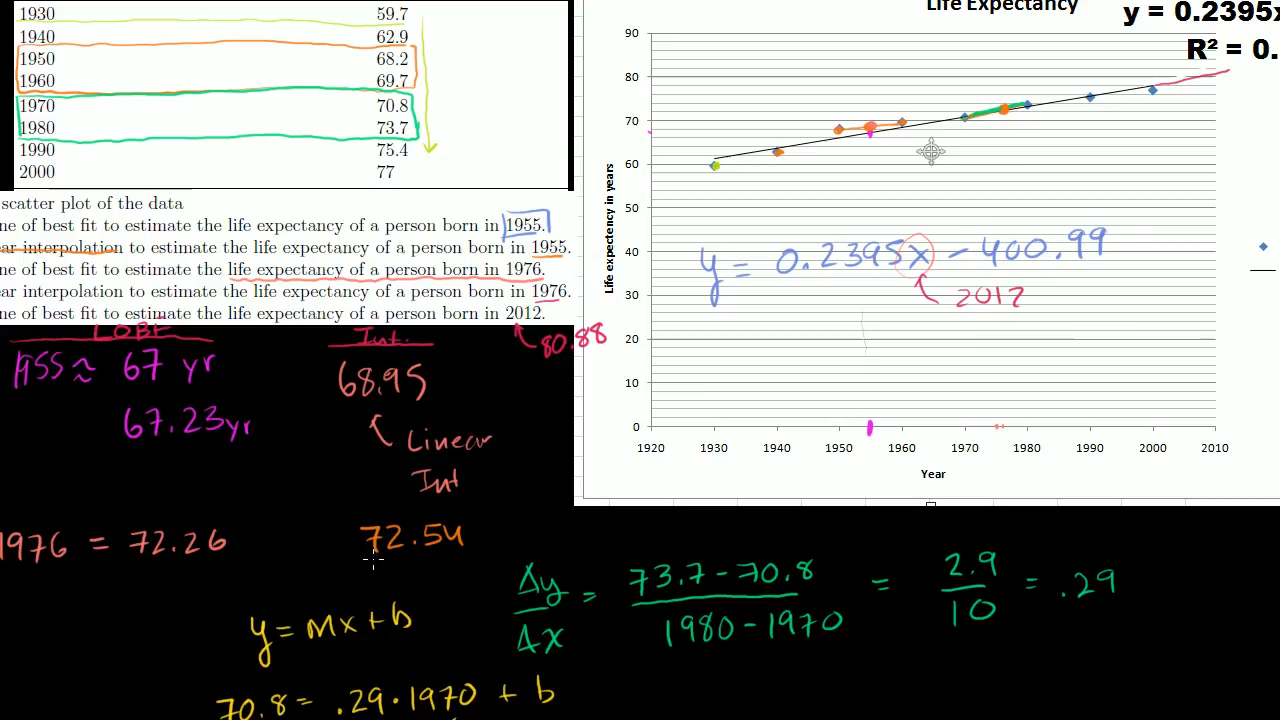 1930 59.7
1940 62.9
1950 68.2
1960 69.7
1970 70.8
1980 73.7
1990 75.4
2000 77
scatter plot of the data
ne of best fit to estimate the life expectancy of a person born in 1955.
ear interpolation to estimate the life expectancy of a person born in 1955.
ne of best fit to estimate the life expectancy of a person born in 1976.
ear interpolation to estimate the life expectancy of a person born in 1976.
ne of best fit to estimate the life expectancy of a person born in 2012.
80.88
LOBF Int.
1955 ≈ 67 yr
67.23yr
68.95
Linear
Int
1976 = 72.26
72.54
y = mx + b
70.8 = .29 · 1970 + b
Δy/Δx = 73.7 - 70.8 / 1980 - 1970 = 2.9/10 = .29
Life Expectancy
y = 0.2395x
R² = 0.
Life expectency in years
90
80
70
60
50
40
30
20
10
0
y = 0.2395x - 400.99
2012
1920 1930 1940 1950 1960 1970 1980 1990 2000 2010
Year